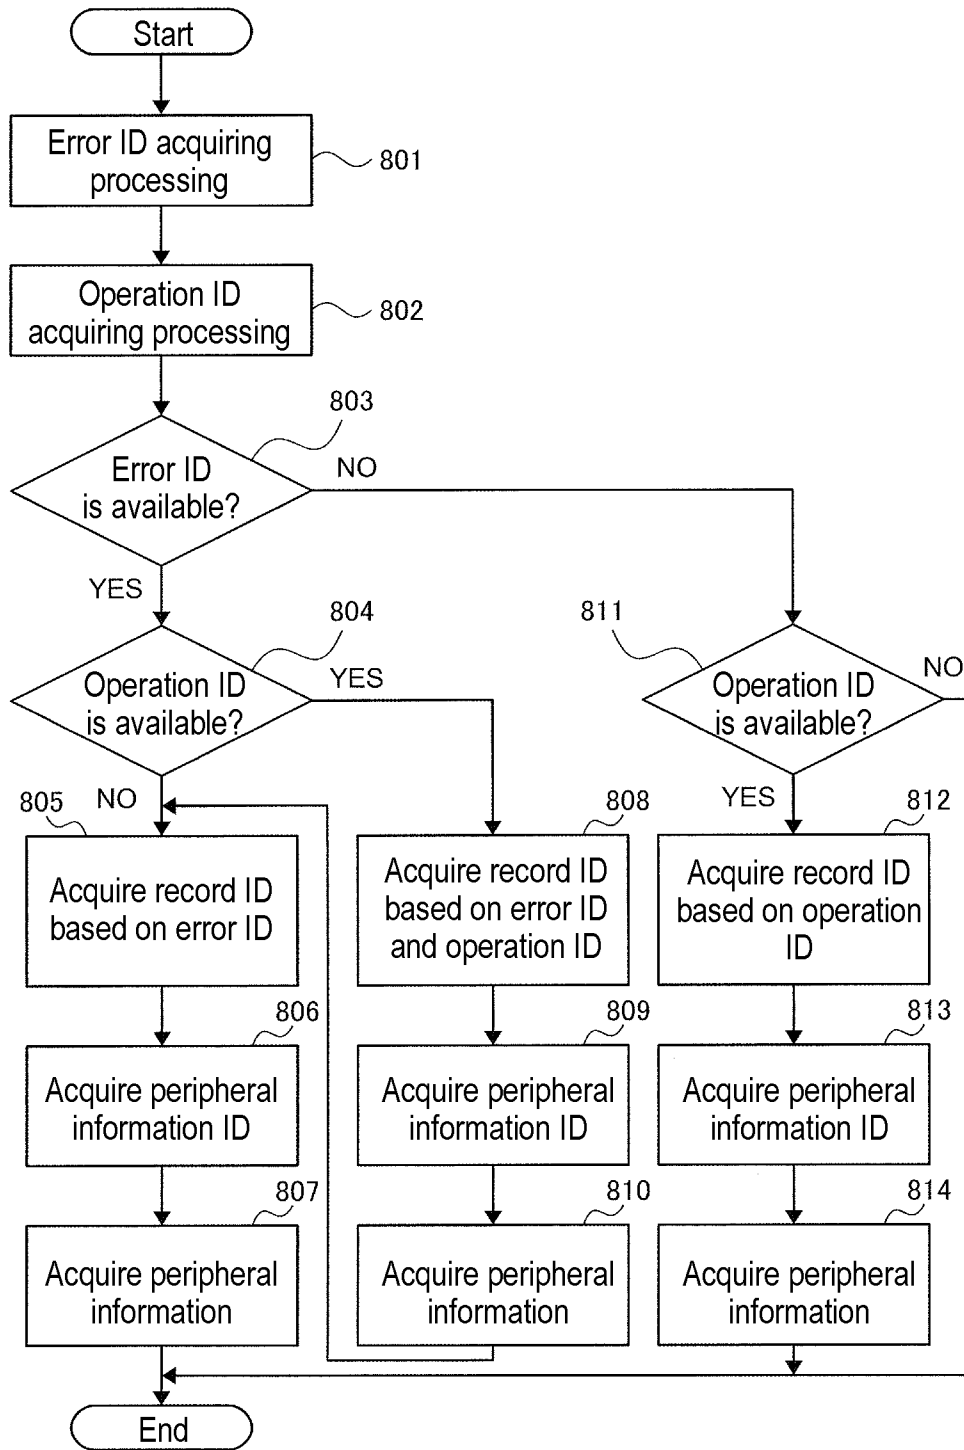 Start
Error ID acquiring
processing
801
Operation ID
acquiring processing
802
803
Error ID
is available?
NO
YES
804
Operation ID
is available?
YES
NO
811
Operation ID
is available?
NO
YES
805
Acquire record ID
based on error ID
808
Acquire record ID
based on error ID
and operation ID
812
Acquire record ID
based on operation
ID
806
Acquire peripheral
information ID
809
Acquire peripheral
information ID
813
Acquire peripheral
information ID
807
Acquire peripheral
information
810
Acquire peripheral
information
814
Acquire peripheral
information
End